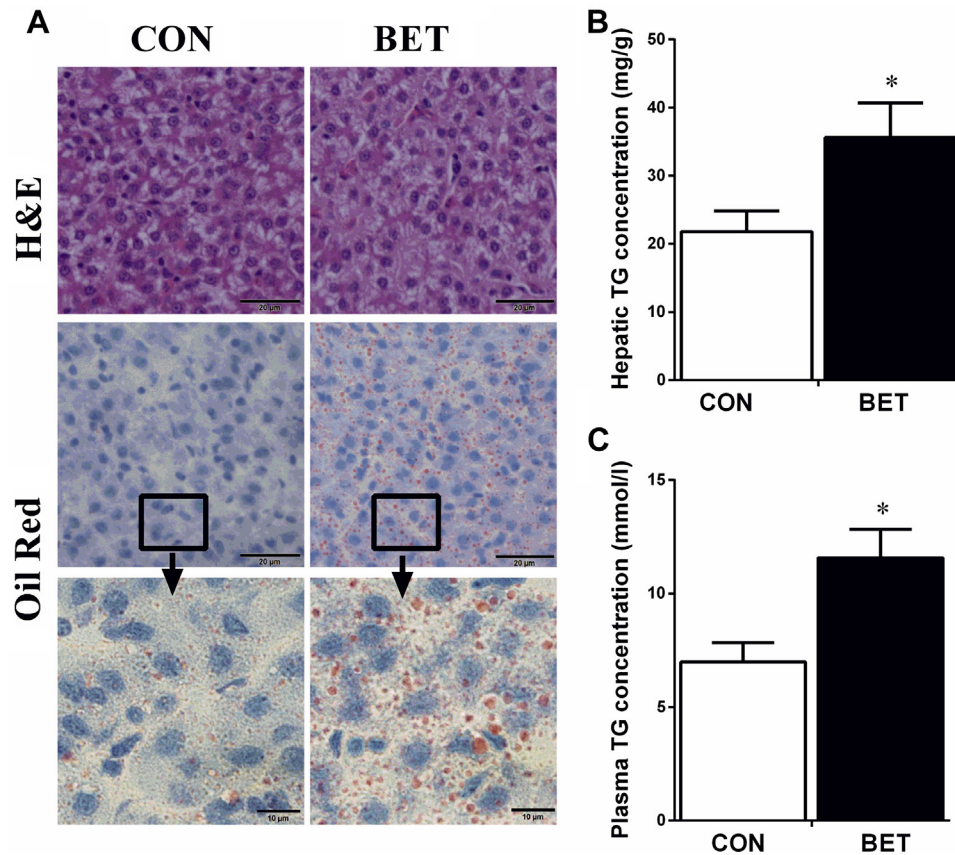 A
CON
BET
H&E
20 µm
20 µm
Oil Red
20 µm
20 µm
10 µm
10 µm
B
Hepatic TG concentration (mg/g)
50
40
30
20
10
0
*
CON
BET
C
Plasma TG concentration (mmol/l)
15
10
5
0
*
CON
BET